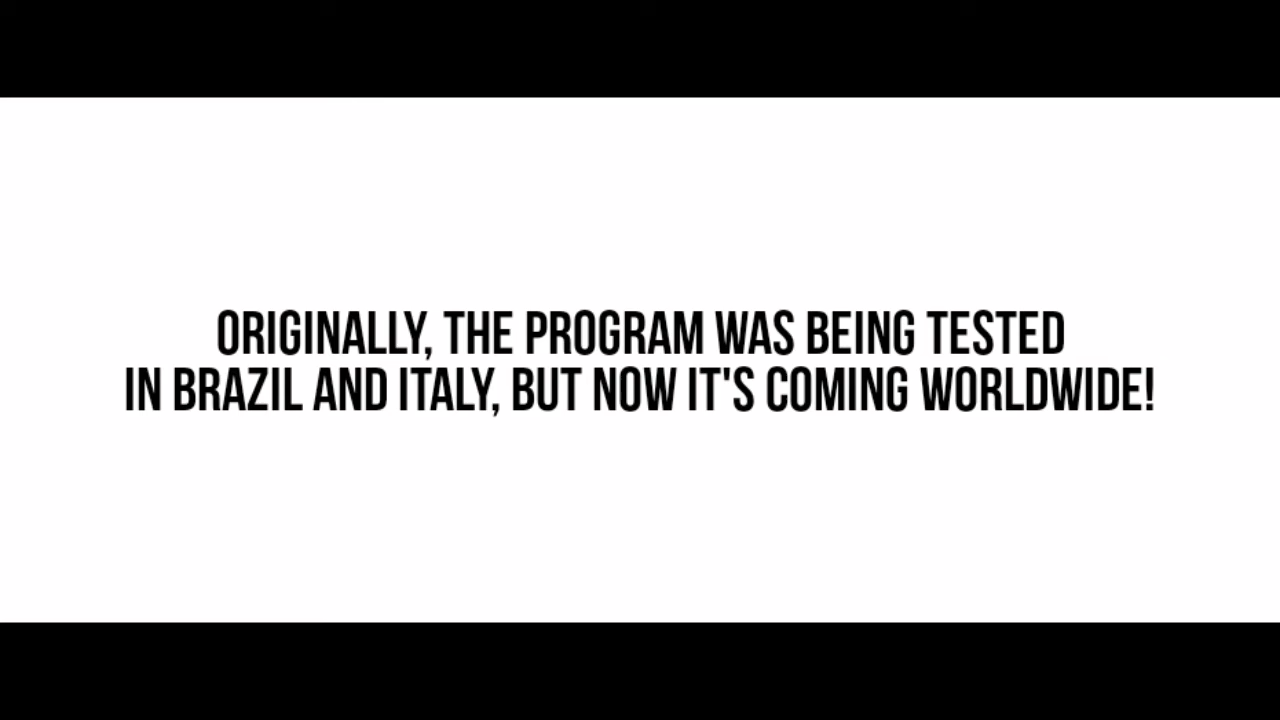 ORIGINALLY, THE PROGRAM WAS BEING TESTED
IN BRAZIL AND ITALY, BUT NOW IT'S COMING WORLDWIDE!